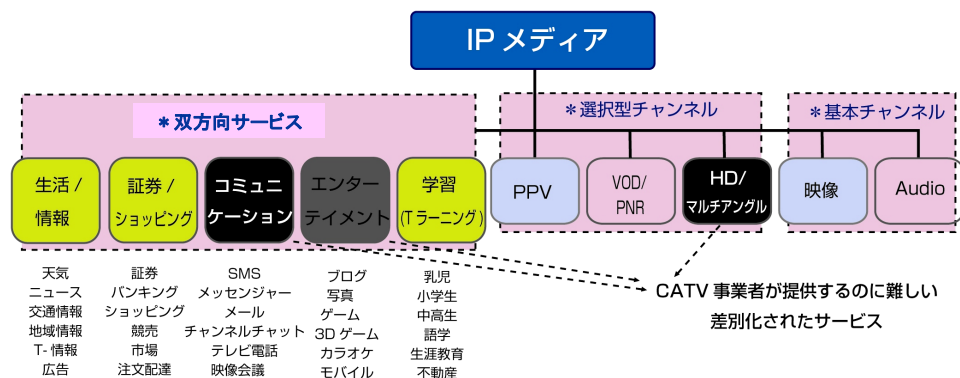 IP メディア
＊双方向サービス
＊選択型チャンネル
＊基本チャンネル
生活 /
情報
証券 /
ショッピング
コミュニ
ケーション
エンター
テイメント
学習
(T ラーニング)
PPV
VOD/
PNR
HD/
マルチアングル
映像
Audio
天気
ニュース
交通情報
地域情報
T- 情報
広告
証券
バンキング
ショッピング
競売
市場
注文配達
SMS
メッセンジャー
メール
チャンネルチャット
テレビ電話
映像会議
ブログ
写真
ゲーム
3D ゲーム
カラオケ
モバイル
乳児
小学生
中高生
語学
生涯教育
不動産
CATV 事業者が提供するのに難しい
差別化されたサービス